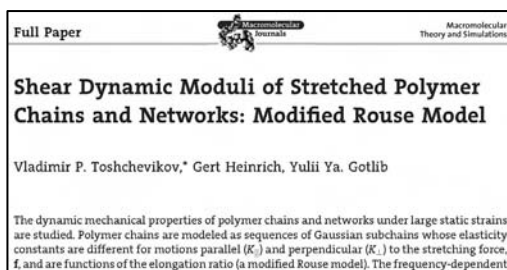 Full Paper
Macromolecular
Journals
Macromolecular
Theory and Simulations
Shear Dynamic Moduli of Stretched Polymer
Chains and Networks: Modified Rouse Model
Vladimir P. Toshchevikov,* Gert Heinrich, Yulii Ya. Gotlib
The dynamic mechanical properties of polymer chains and networks under large static strains
are studied. Polymer chains are modeled as sequences of Gaussian subchains whose elasticity
constants are different for motions parallel (K∥) and perpendicular (K⊥) to the stretching force,
f, and are functions of the elongation ratio (a modified Rouse model). The frequency-dependent